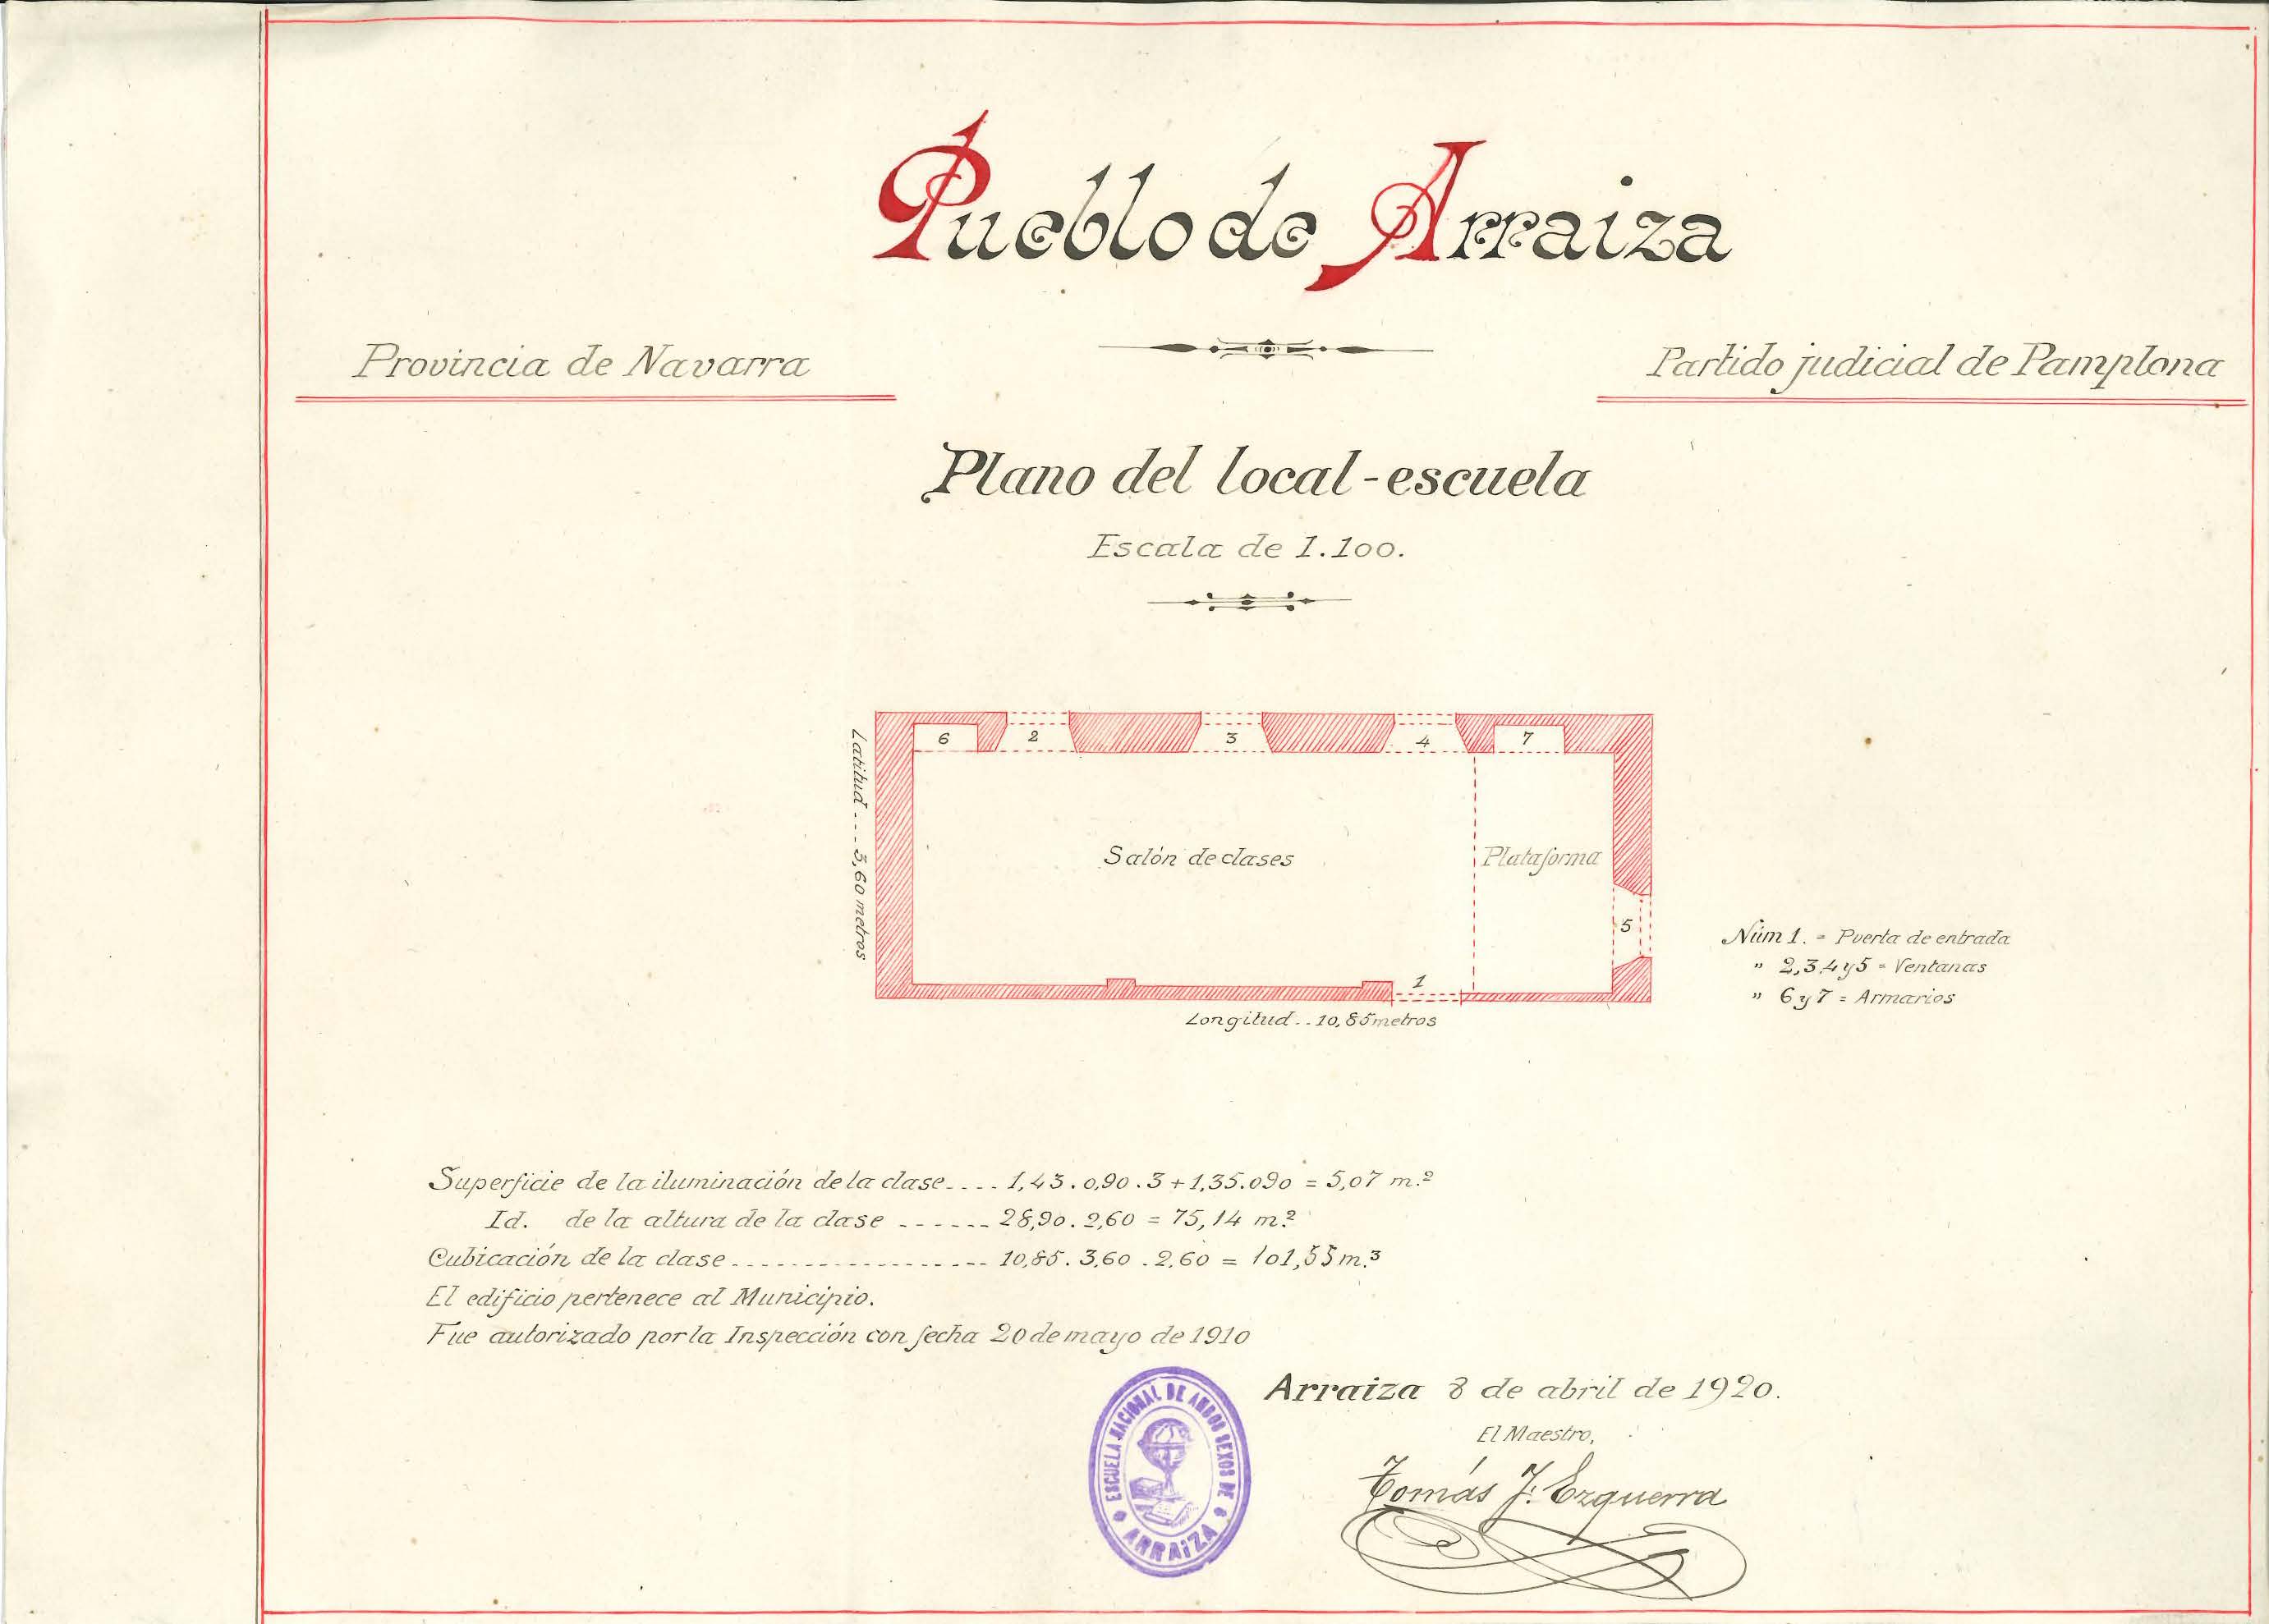 Pueblo de Arraiza
Provincia de Navarra
Partido judicial de Pamplona
Plano del local-escuela
Escala de 1.100.
6
2
3
4
7
Latitud....3,60 metros
Salón de clases
Plataforma
5
1
Longitud..10,85 metros
Núm 1. = Puerta de entrada
" 2,3,4 y 5 = Ventanas
" 6 y 7 = Armarios
Superficie de la iluminación de la clase.... 1,43.0,90.3+1,35.090 = 5,07 m.²
Id. de la altura de la clase ...... 28,90.2,60 = 75,14 m.²
Cubicación de la clase.................. 10,85.3,60.2,60 = 101,55 m.³
El edificio pertenece al Municipio.
Fue autorizado por la Inspección con fecha 20 de mayo de 1910
Arraiza 8 de abril de 1920.
El Maestro,
Tomás J. Ezquerra
ESCUELA NACIONAL DE AMBOS SEXOS DE
ARRAIZA